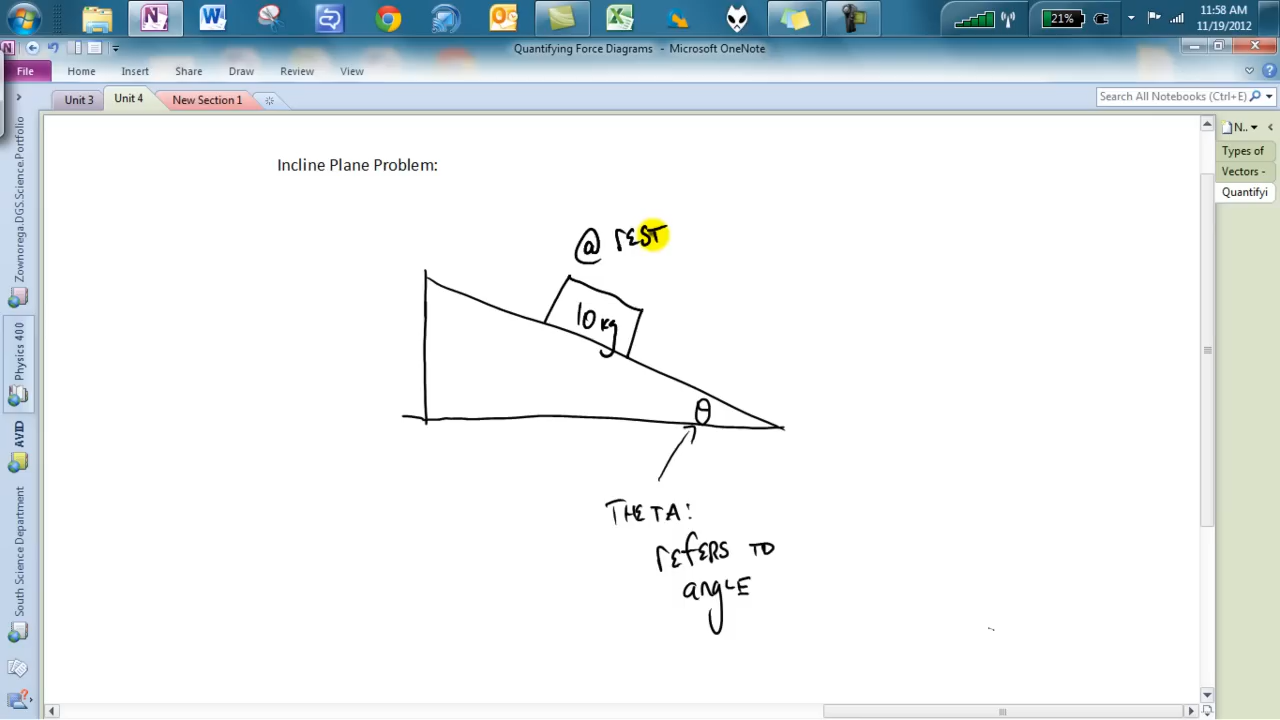 11:58 AM
21%
11/19/2012
Quantifying Force Diagrams - Microsoft OneNote
File Home Insert Share Draw Review View
Unit 3 Unit 4 New Section 1
Search All Notebooks (Ctrl+E)
Zownorega.DGS.Science.Portfolio
Physics 400
AVID
South Science Department
N..
Types of
Vectors -
Quantifyi
Incline Plane Problem:
@ rEST
10 kg
θ
THETA:
refERS TO
anglE